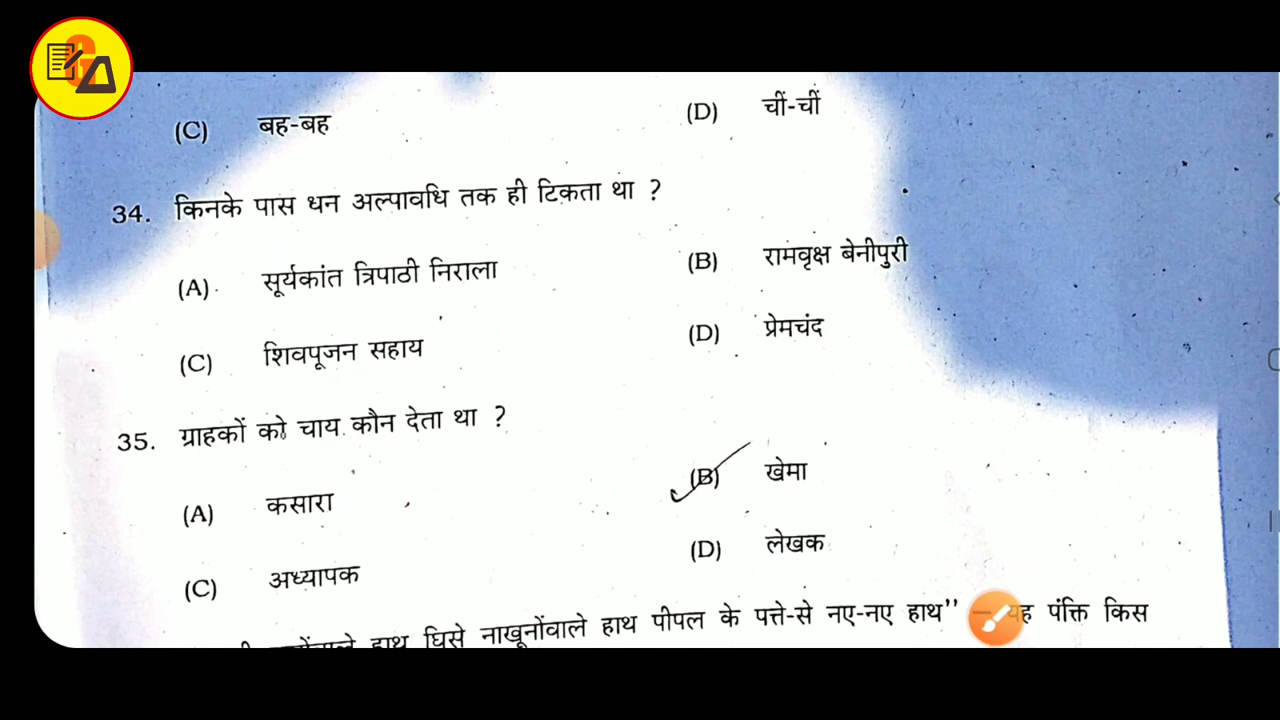 (C) बह-बह (D) चीं-चीं
34. किनके पास धन अल्पावधि तक ही टिकता था ?
(A) सूर्यकांत त्रिपाठी निराला (B) रामवृक्ष बेनीपुरी
(C) शिवपूजन सहाय (D) प्रेमचंद
35. ग्राहकों को चाय कौन देता था ?
(A) कसारा (B) खेमा
(C) अध्यापक (D) लेखक
हाथ घिसे नाखूनोंवाले हाथ पीपल के पत्ते-से नए-नए हाथ" – यह पंक्ति किस